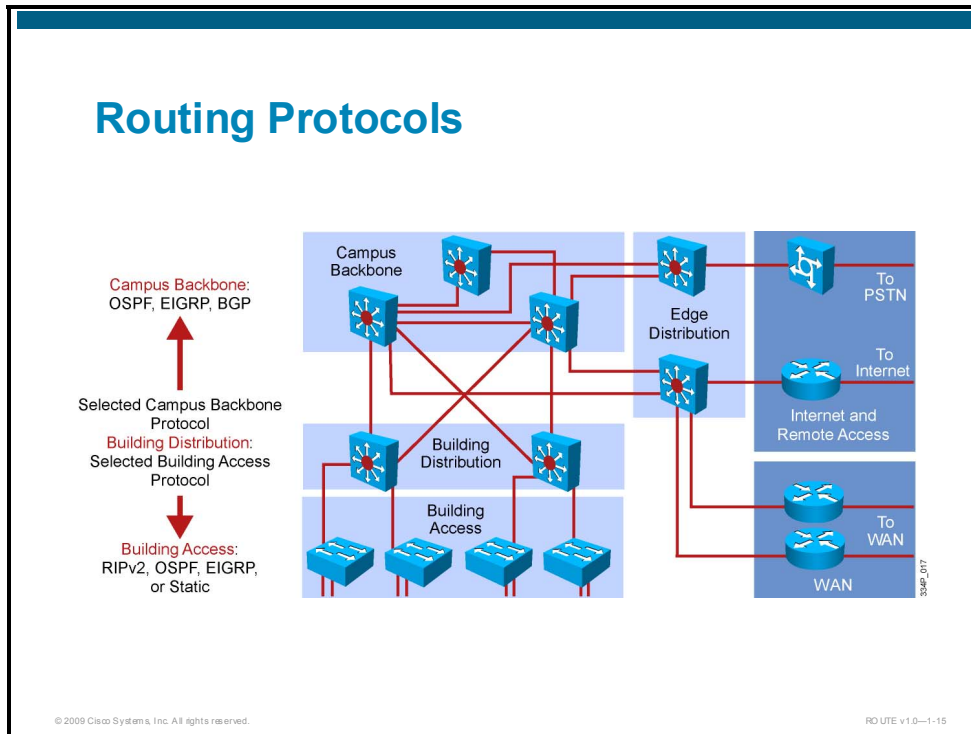 Routing Protocols
Campus Backbone:
OSPF, EIGRP, BGP
Selected Campus Backbone
Protocol
Building Distribution:
Selected Building Access
Protocol
Building Access:
RIPv2, OSPF, EIGRP,
or Static
Campus
Backbone
Building
Distribution
Building
Access
Edge
Distribution
To
PSTN
To
Internet
Internet and
Remote Access
To
WAN
WAN
334P_017
© 2009 Cisco Systems, Inc. All rights reserved.
ROUTE v1.0—1-15